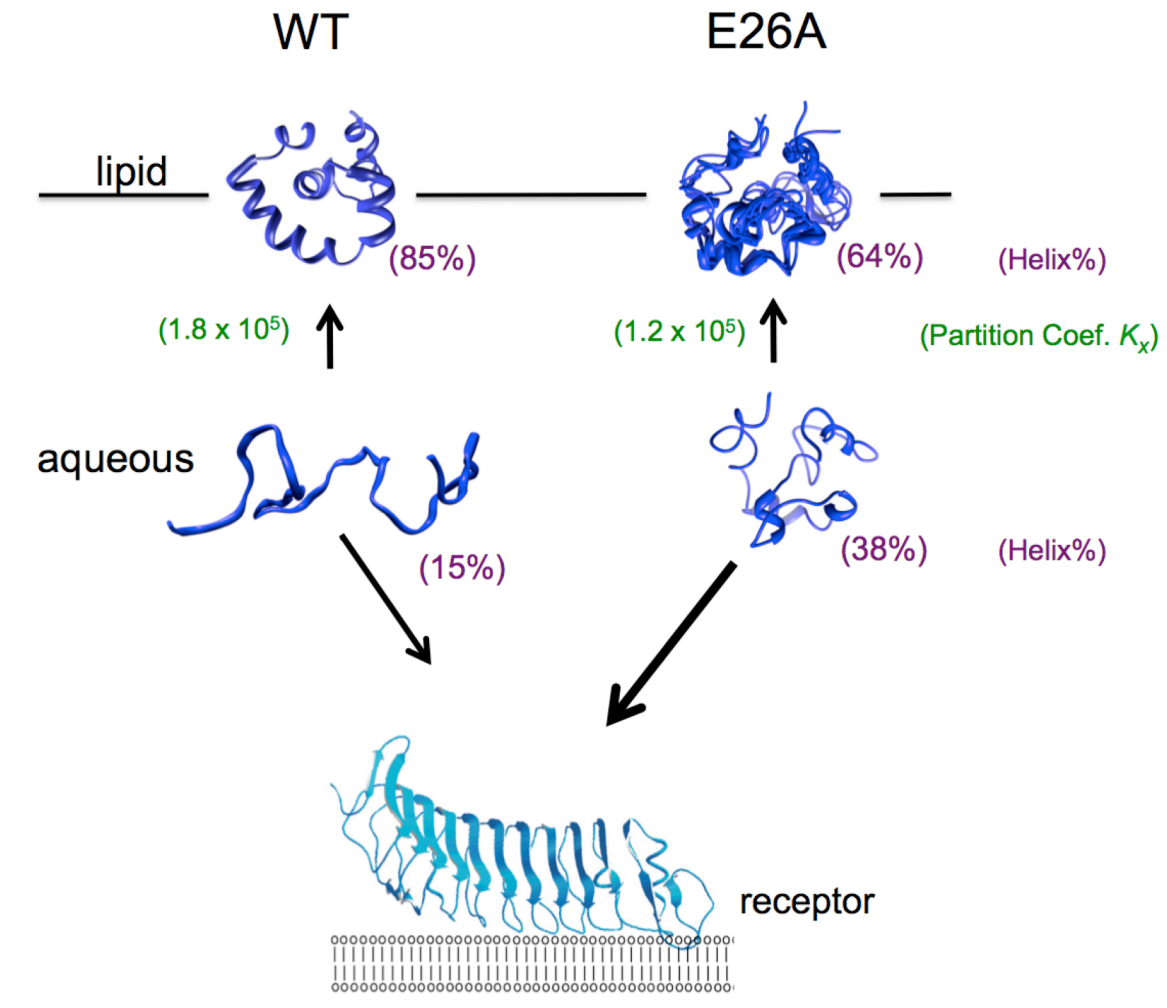 WT E26A
lipid
(85%) (64%) (Helix%)
(1.8 x 10⁵) (1.2 x 10⁵) (Partition Coef. Kₓ)
aqueous
(15%) (38%) (Helix%)
receptor